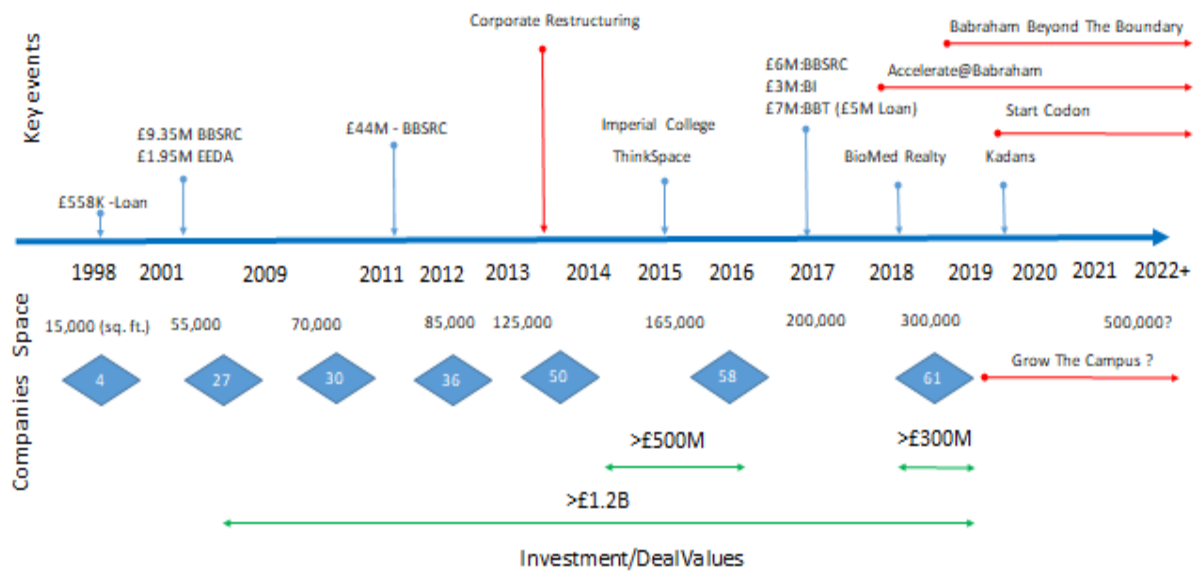 Key events
Corporate Restructuring
Babraham Beyond The Boundary
£6M:BBSRC
£3M:BI
£7M:BBT (£5M Loan)
Accelerate@Babraham
£9.35M BBSRC
£1.95M EEDA
£44M - BBSRC
Imperial College
ThinkSpace
Start Codon
BioMed Realty
Kadans
£558K -Loan
1998 2001 2009 2011 2012 2013 2014 2015 2016 2017 2018 2019 2020 2021 2022+
Space
15,000 (sq. ft.) 55,000 70,000 85,000 125,000 165,000 200,000 300,000 500,000?
Companies
4 27 30 36 50 58 61
Grow The Campus ?
>£500M
>£300M
>£1.2B
Investment/DealValues